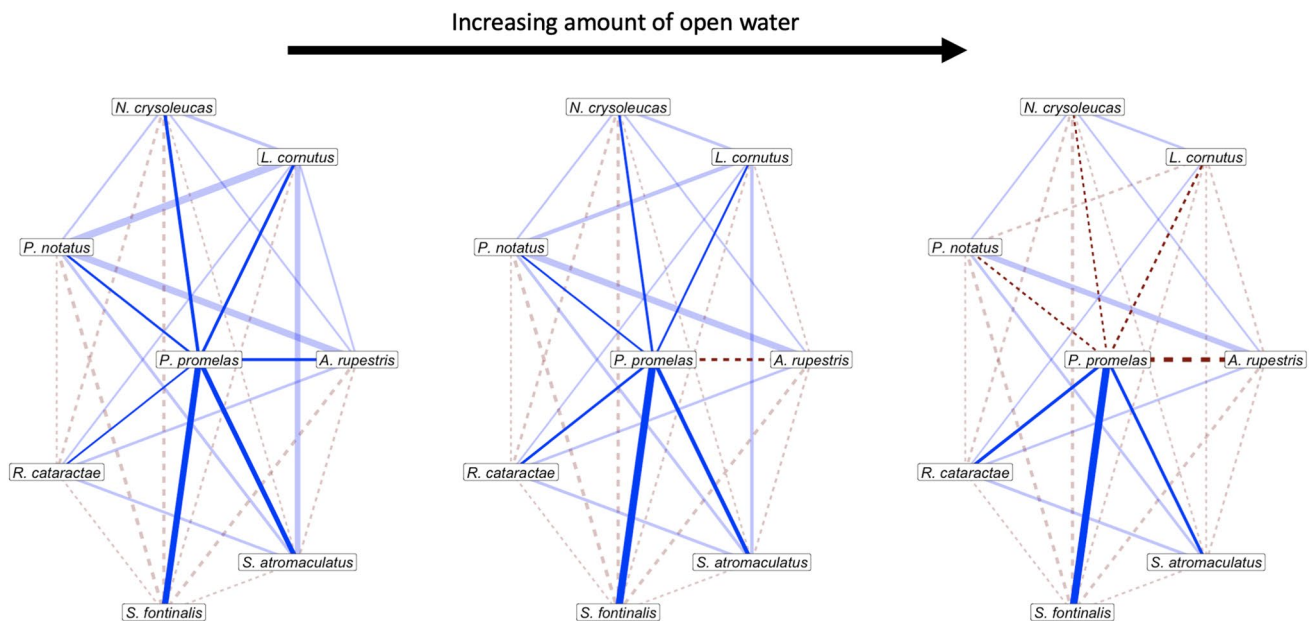 Increasing amount of open water
N. crysoleucas
L. cornutus
P. notatus
P. promelas
A. rupestris
R. cataractae
S. atromaculatus
S. fontinalis
N. crysoleucas
L. cornutus
P. notatus
P. promelas
A. rupestris
R. cataractae
S. atromaculatus
S. fontinalis
N. crysoleucas
L. cornutus
P. notatus
P. promelas
A. rupestris
R. cataractae
S. atromaculatus
S. fontinalis